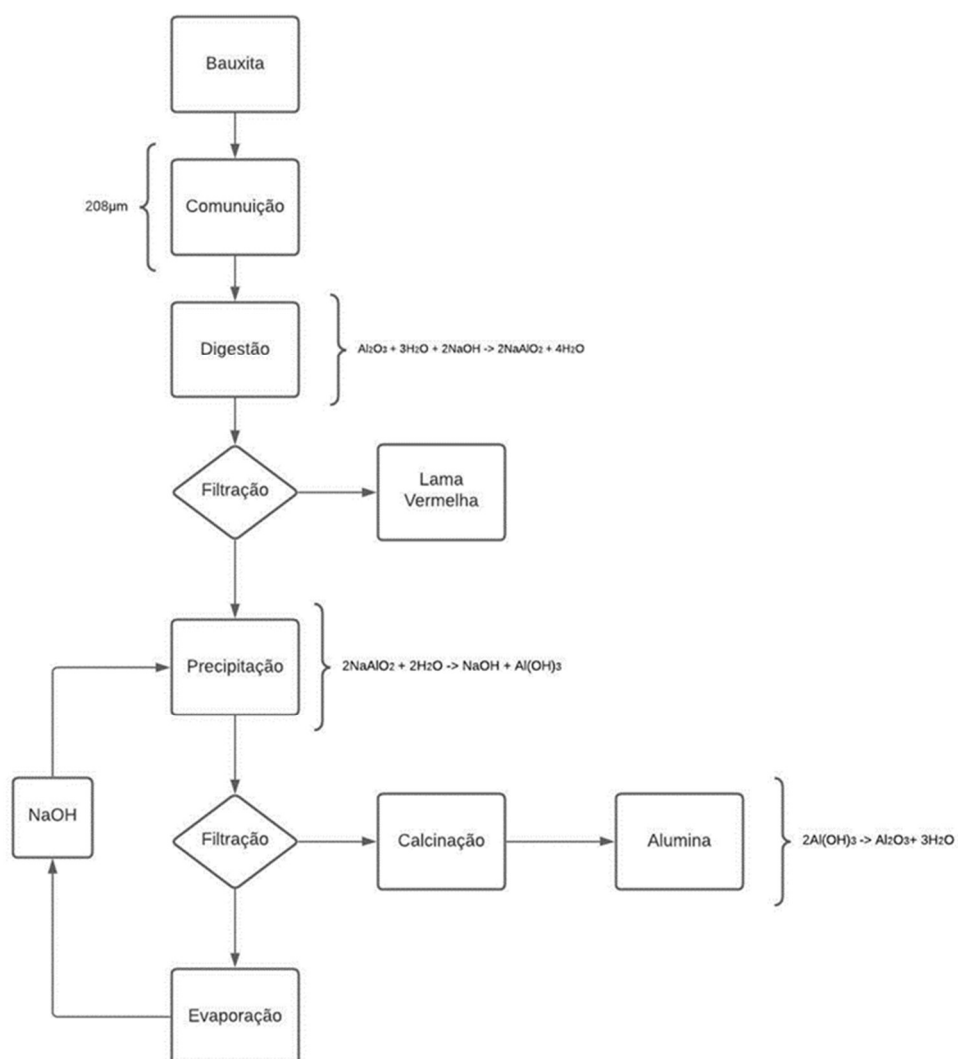 Bauxita
208µm
Comunuição
Digestão
Al2O3 + 3H2O + 2NaOH -> 2NaAlO2 + 4H2O
Filtração
Lama
Vermelha
Precipitação
2NaAlO2 + 2H2O -> NaOH + Al(OH)3
NaOH
Filtração
Calcinação
Alumina
2Al(OH)3 -> Al2O3+ 3H2O
Evaporação